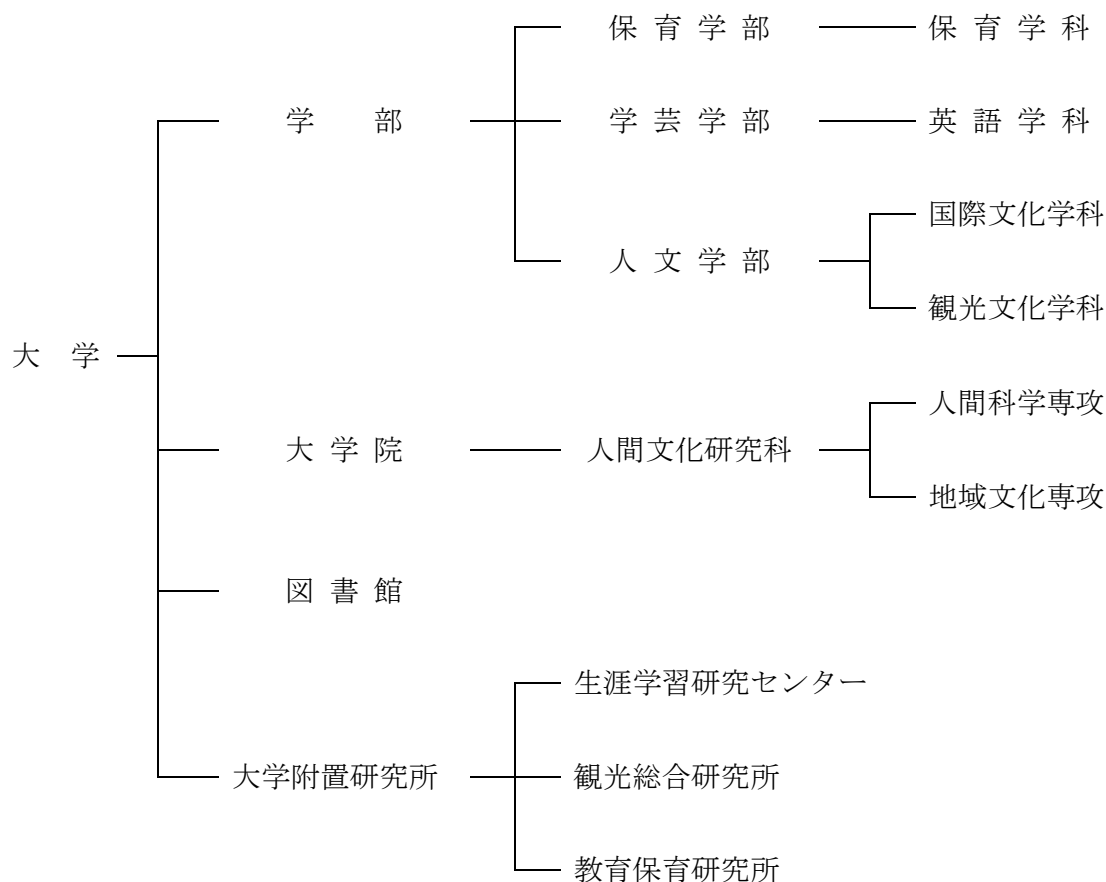 保育学部 保育学科
学部 学芸学部 英語学科
国際文化学科
人文学部
観光文化学科
大学
人間科学専攻
大学院 人間文化研究科
地域文化専攻
図書館
生涯学習研究センター
大学附置研究所 観光総合研究所
教育保育研究所